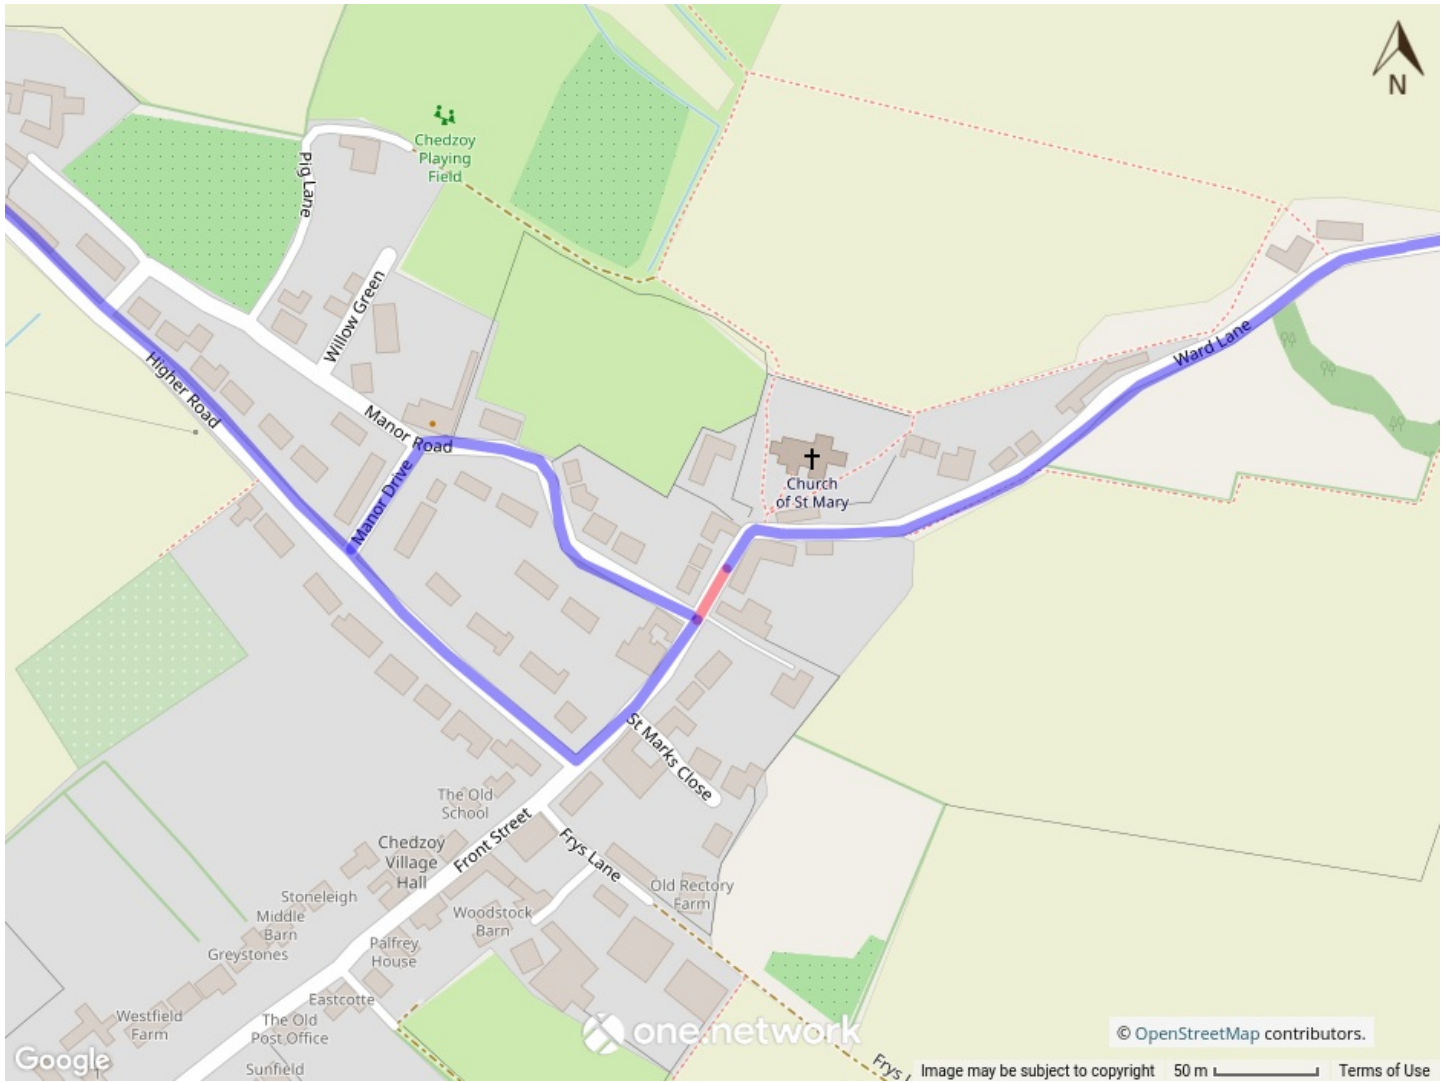 N
Chedzoy
Playing
Field
Pig Lane
Willow Green
Ward Lane
Higher Road
Manor Road
Manor Drive
Church
of St Mary
St Marks Close
The Old
School
Chedzoy
Village
Hall
Front Street
Frys Lane
Old Rectory
Farm
Stoneleigh
Middle
Barn
Greystones
Woodstock
Barn
Palfrey
House
Eastcotte
Westfield
Farm
The Old
Post Office
Sunfield
one.network
© OpenStreetMap contributors.
Google
Image may be subject to copyright
50 m
Terms of Use